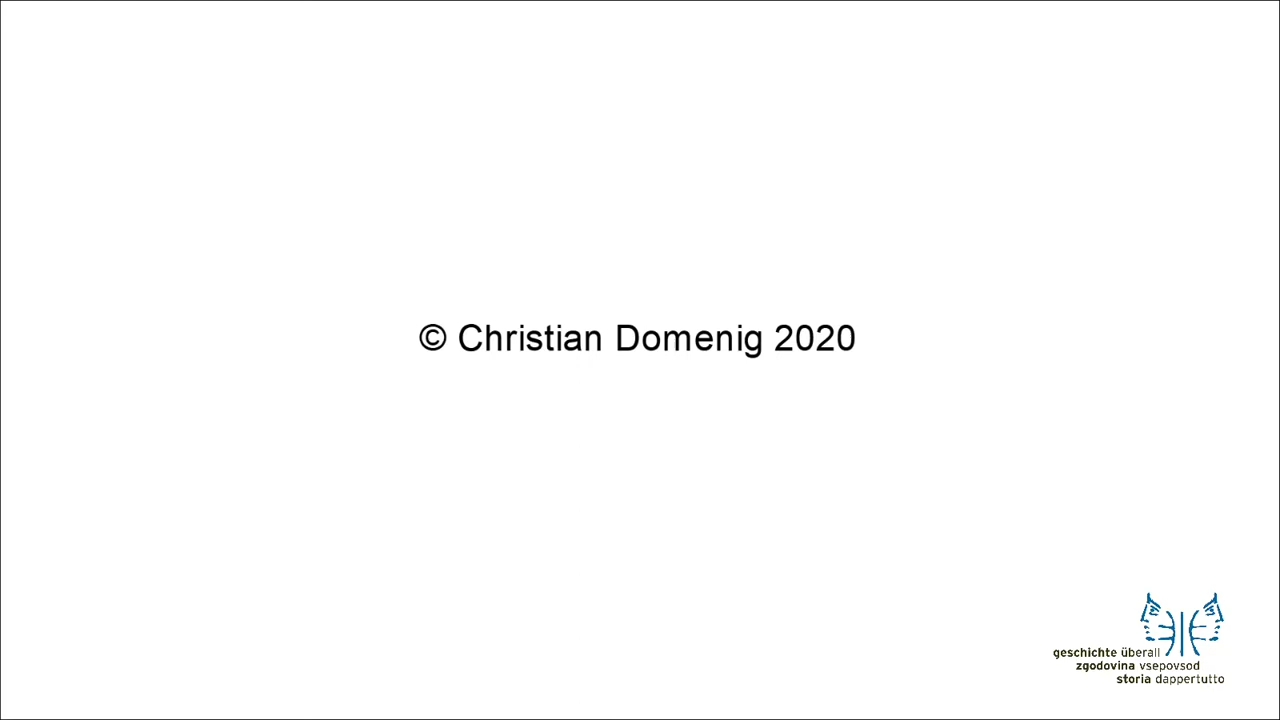 © Christian Domenig 2020
geschichte überall
zgodovina vsepovsod
storia dappertutto